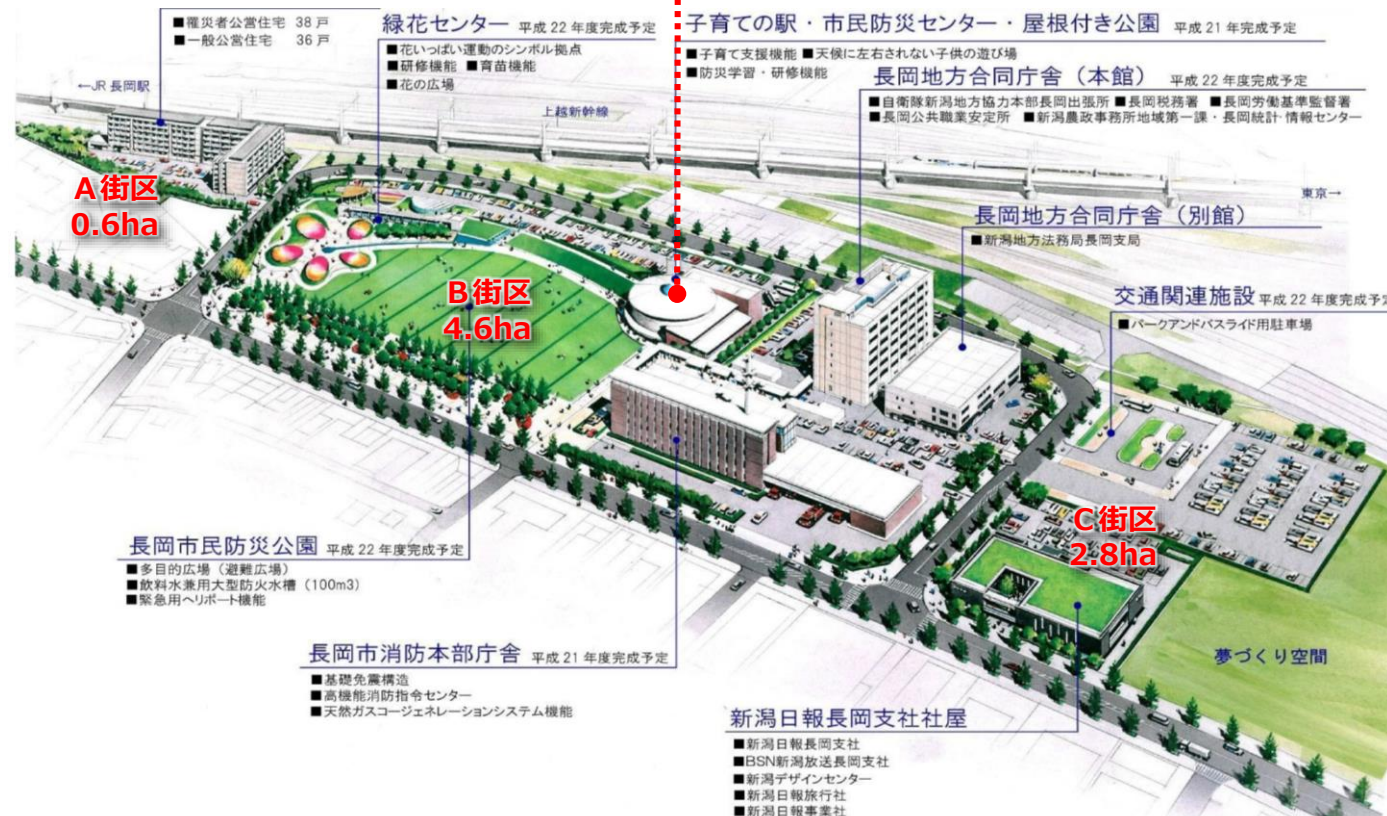 ■罹災者公営住宅 38戸
■一般公営住宅 36戸
緑花センター 平成22年度完成予定
■花いっぱい運動のシンボル拠点
■研修機能 ■育苗機能
■花の広場
子育ての駅・市民防災センター・屋根付き公園 平成21年完成予定
■子育て支援機能 ■天候に左右されない子供の遊び場
■防災学習・研修機能
長岡地方合同庁舎（本館） 平成22年度完成予定
■自衛隊新潟地方協力本部長岡出張所 ■長岡税務署 ■長岡労働基準監督署
■長岡公共職業安定所 ■新潟農政事務所地域第一課・長岡統計・情報センター
←JR長岡駅
上越新幹線
東京→
A街区
0.6ha
長岡地方合同庁舎（別館）
■新潟地方法務局長岡支局
B街区
4.6ha
交通関連施設 平成22年度完成予定
■パークアンドバスライド用駐車場
C街区
2.8ha
長岡市民防災公園 平成22年度完成予定
■多目的広場（避難広場）
■飲料水兼用大型防火水槽（100m3）
■緊急用ヘリポート機能
長岡市消防本部庁舎 平成21年度完成予定
■基礎免震構造
■高機能消防指令センター
■天然ガスコージェネレーションシステム機能
夢づくり空間
新潟日報長岡支社社屋
■新潟日報長岡支社
■BSN新潟放送長岡支社
■新潟デザインセンター
■新潟日報旅行社
■新潟日報事業社